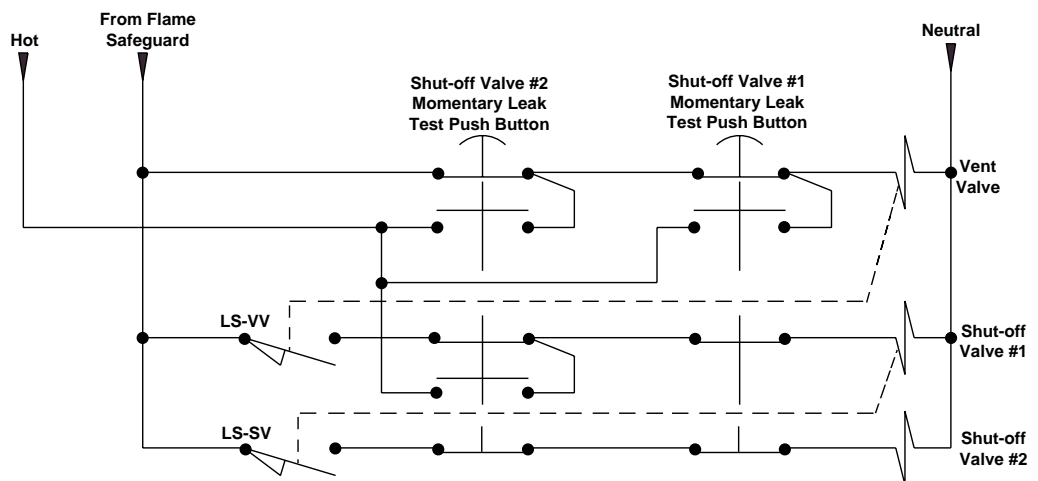 Hot
From Flame
Safeguard
Neutral
Shut-off Valve #2
Momentary Leak
Test Push Button
Shut-off Valve #1
Momentary Leak
Test Push Button
Vent
Valve
LS-VV
Shut-off
Valve #1
LS-SV
Shut-off
Valve #2